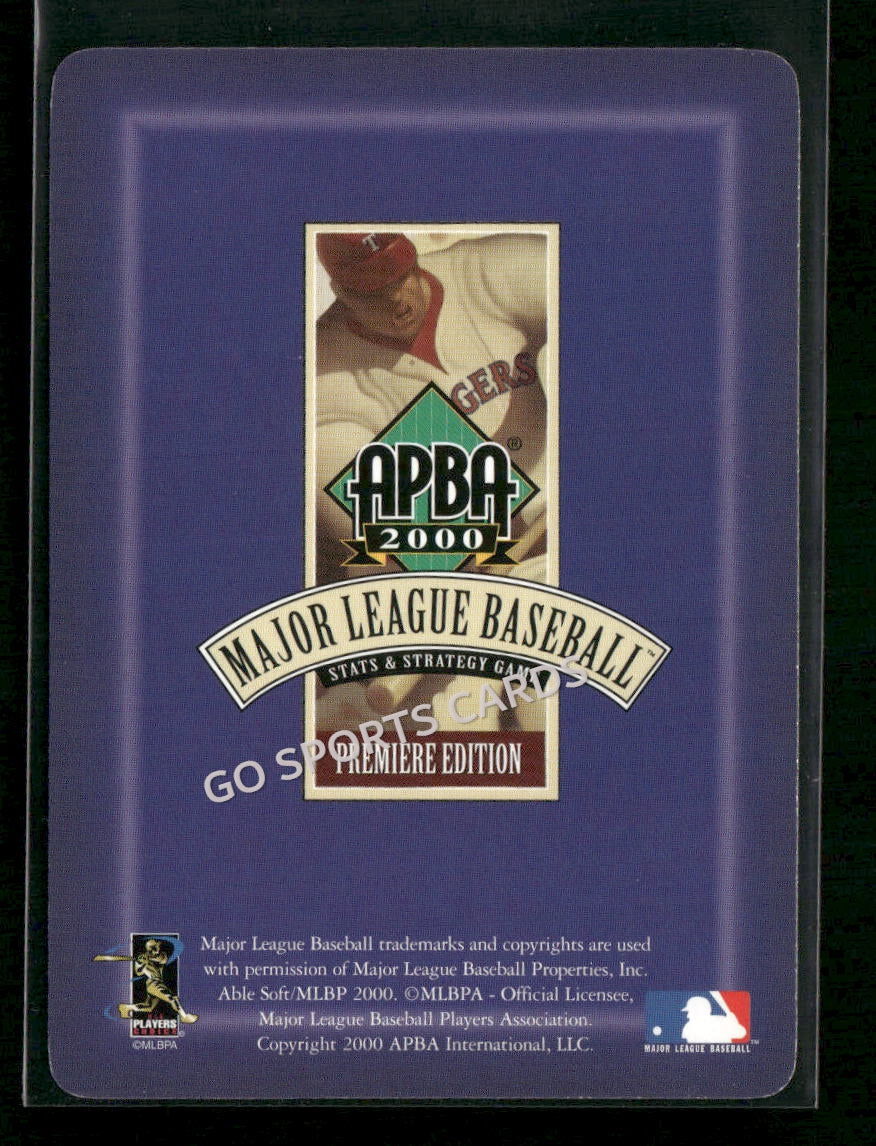 T
GERS
APBA®
2000
MAJOR LEAGUE BASEBALL™
STATS & STRATEGY GAME
GO SPORTS CARDS
PREMIERE EDITION
Major League Baseball trademarks and copyrights are used
with permission of Major League Baseball Properties, Inc.
Able Soft/MLBP 2000. ©MLBPA - Official Licensee,
Major League Baseball Players Association.
Copyright 2000 APBA International, LLC.
PLAYERS
CHOICE®
©MLBPA
MAJOR LEAGUE BASEBALL™